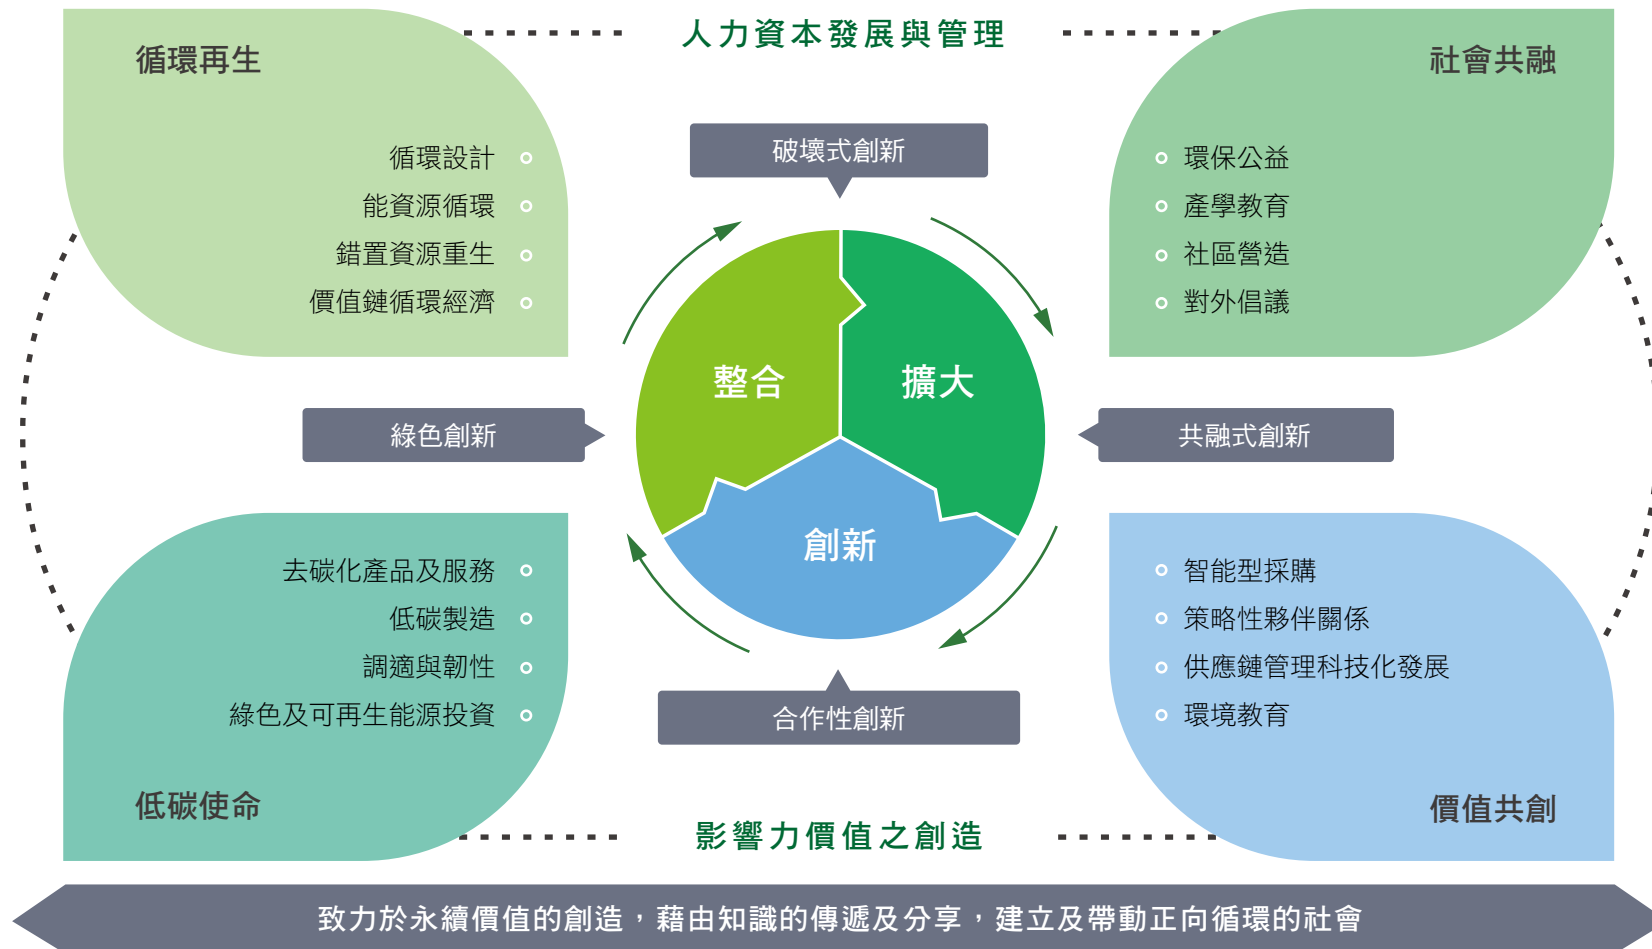 人力資本發展與管理
循環再生
循環設計
能資源循環
錯置資源重生
價值鏈循環經濟
社會共融
環保公益
產學教育
社區營造
對外倡議
破壞式創新
整合
擴大
創新
綠色創新
共融式創新
合作性創新
去碳化產品及服務
低碳製造
調適與韌性
綠色及可再生能源投資
低碳使命
智能型採購
策略性夥伴關係
供應鏈管理科技化發展
環境教育
價值共創
影響力價值之創造
致力於永續價值的創造，藉由知識的傳遞及分享，建立及帶動正向循環的社會